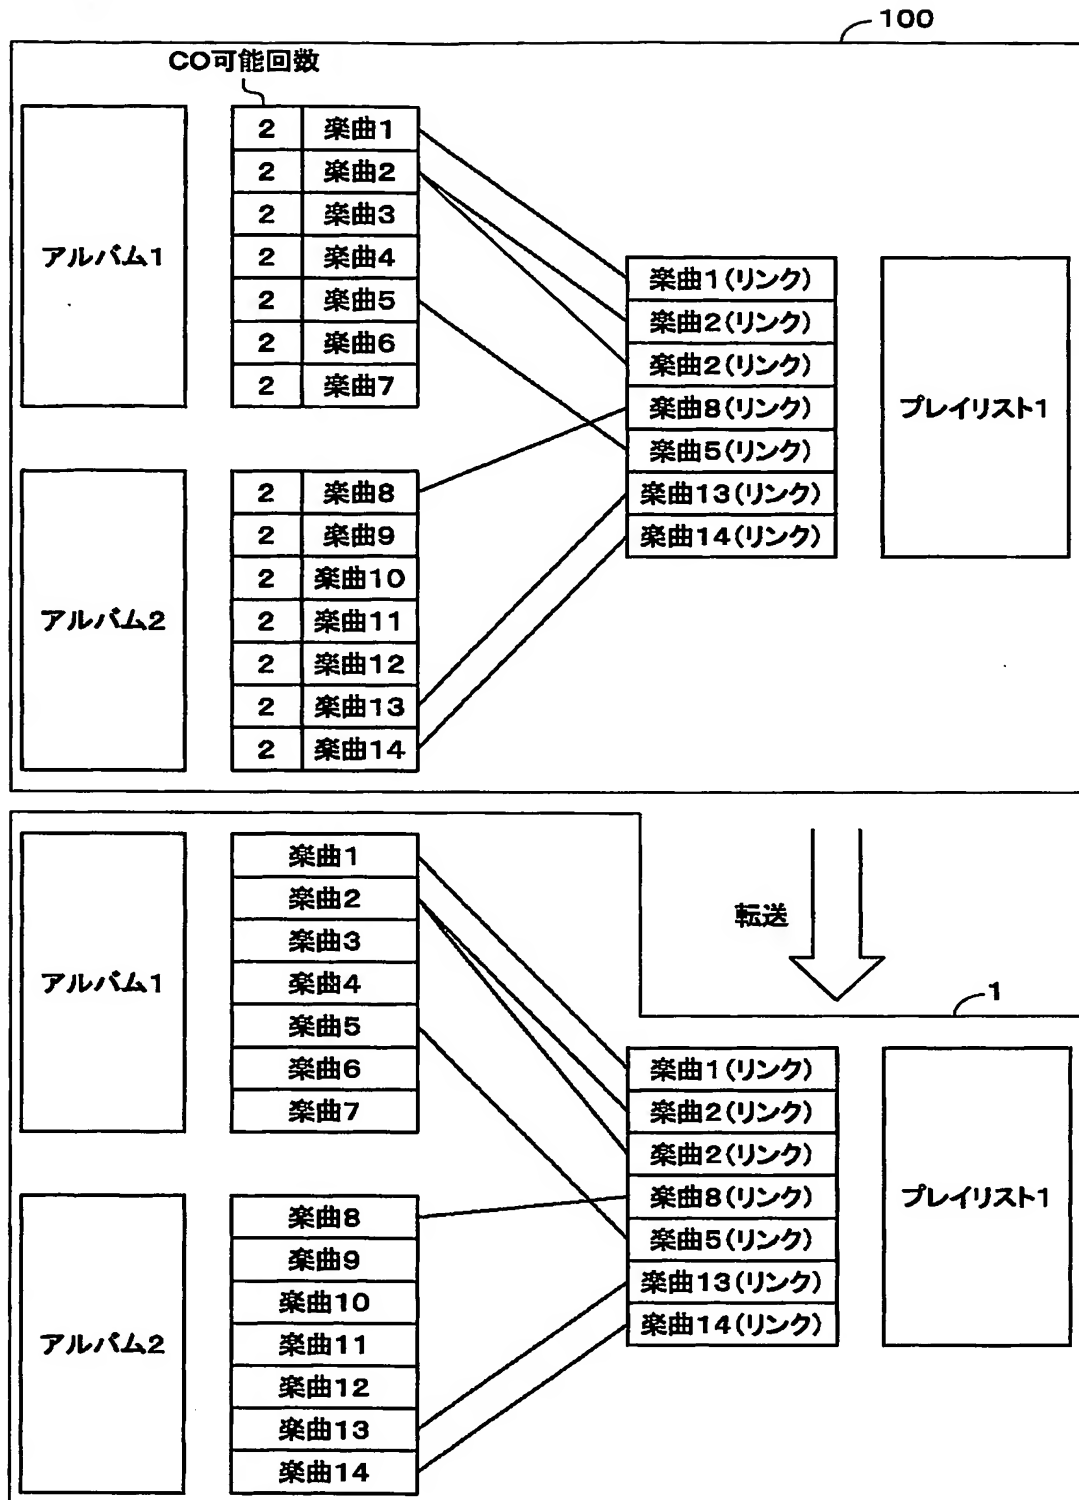 100
CO可能回数
アルバム1
2 楽曲1
2 楽曲2
2 楽曲3
2 楽曲4
2 楽曲5
2 楽曲6
2 楽曲7
アルバム2
2 楽曲8
2 楽曲9
2 楽曲10
2 楽曲11
2 楽曲12
2 楽曲13
2 楽曲14
楽曲1(リンク)
楽曲2(リンク)
楽曲2(リンク)
楽曲8(リンク)
楽曲5(リンク)
楽曲13(リンク)
楽曲14(リンク)
プレイリスト1
転送
1
アルバム1
楽曲1
楽曲2
楽曲3
楽曲4
楽曲5
楽曲6
楽曲7
アルバム2
楽曲8
楽曲9
楽曲10
楽曲11
楽曲12
楽曲13
楽曲14
楽曲1(リンク)
楽曲2(リンク)
楽曲2(リンク)
楽曲8(リンク)
楽曲5(リンク)
楽曲13(リンク)
楽曲14(リンク)
プレイリスト1